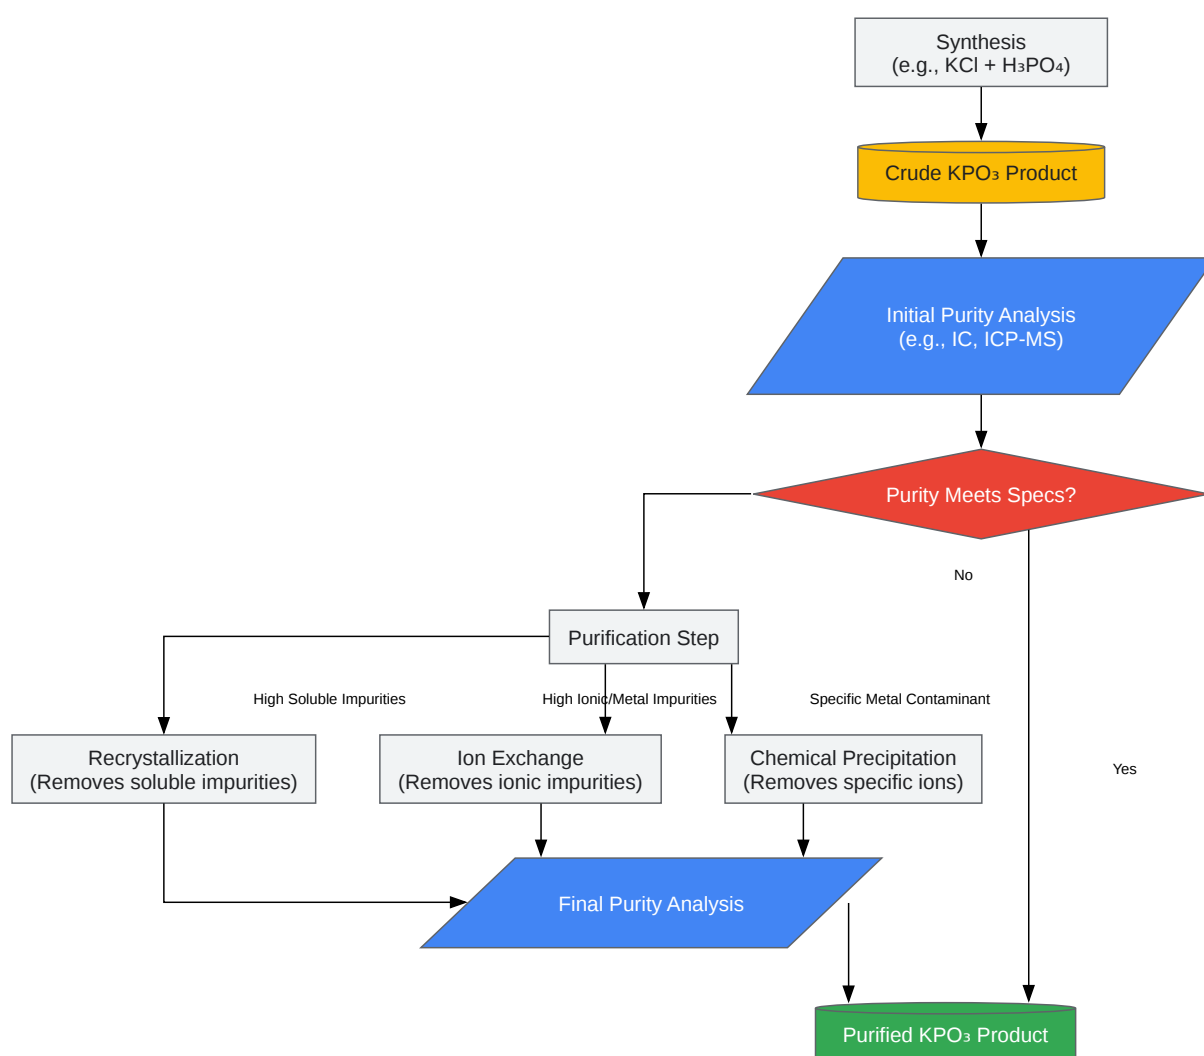 Synthesis
(e.g., KCl + H₃PO₄)
Crude KPO₃ Product
Initial Purity Analysis
(e.g., IC, ICP-MS)
Purity Meets Specs?
No
Purification Step
High Soluble Impurities
High Ionic/Metal Impurities
Specific Metal Contaminant
Recrystallization
(Removes soluble impurities)
Ion Exchange
(Removes ionic impurities)
Chemical Precipitation
(Removes specific ions)
Yes
Final Purity Analysis
Purified KPO₃ Product